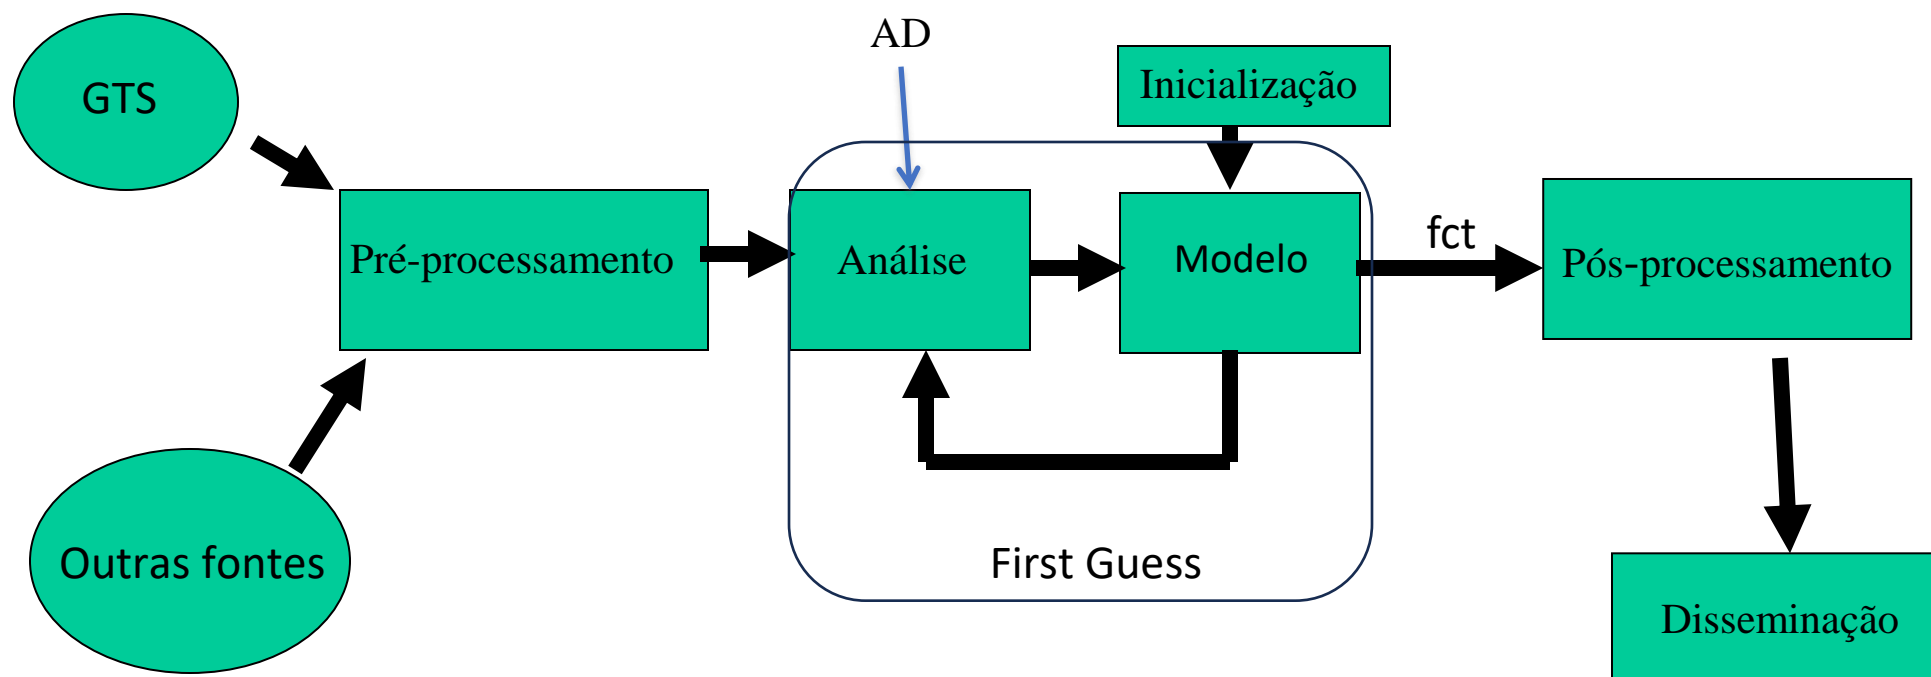 AD
GTS
Inicialização
Pré-processamento
Análise
Modelo
fct
Pós-processamento
Outras fontes
First Guess
Disseminação